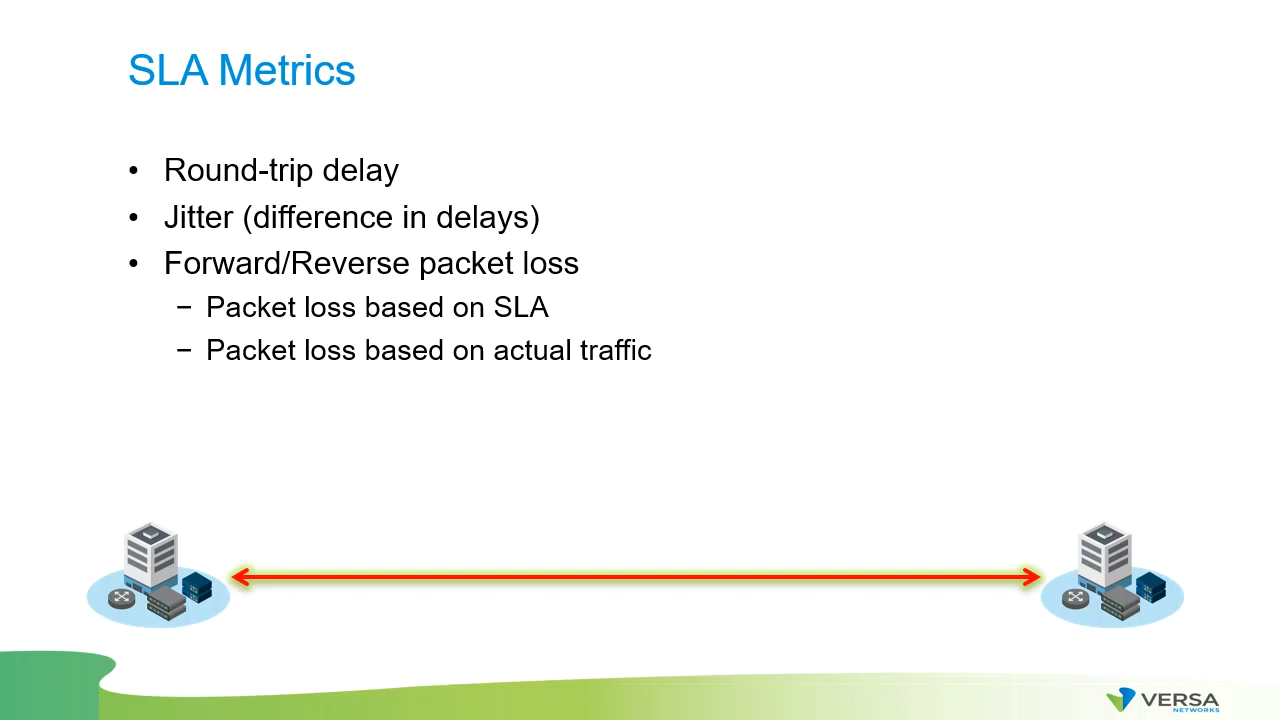 SLA Metrics
• Round-trip delay
• Jitter (difference in delays)
• Forward/Reverse packet loss
− Packet loss based on SLA
− Packet loss based on actual traffic
VERSA
NETWORKS